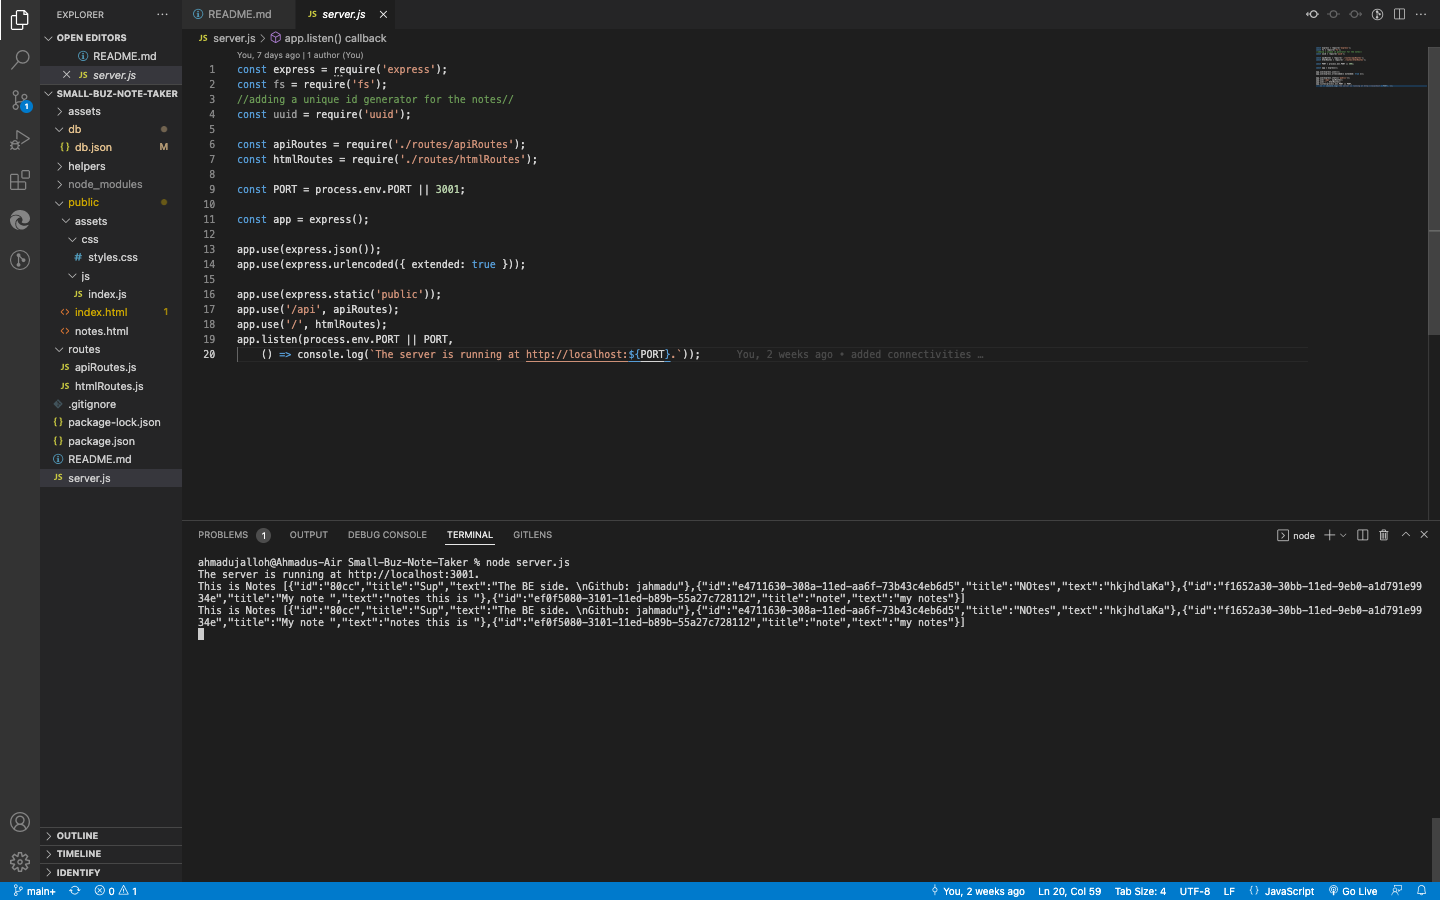 EXPLORER
OPEN EDITORS
README.md
JS server.js
SMALL-BUZ-NOTE-TAKER
assets
db
{} db.json M
helpers
node_modules
public
assets
css
# styles.css
js
JS index.js
<> index.html 1
<> notes.html
routes
JS apiRoutes.js
JS htmlRoutes.js
.gitignore
{} package-lock.json
{} package.json
README.md
JS server.js
OUTLINE
TIMELINE
IDENTIFY
1
README.md
JS server.js
JS server.js > app.listen() callback
You, 7 days ago | 1 author (You)
1 const express = require('express');
2 const fs = require('fs');
3 //adding a unique id generator for the notes//
4 const uuid = require('uuid');
5
6 const apiRoutes = require('./routes/apiRoutes');
7 const htmlRoutes = require('./routes/htmlRoutes');
8
9 const PORT = process.env.PORT || 3001;
10
11 const app = express();
12
13 app.use(express.json());
14 app.use(express.urlencoded({ extended: true }));
15
16 app.use(express.static('public'));
17 app.use('/api', apiRoutes);
18 app.use('/', htmlRoutes);
19 app.listen(process.env.PORT || PORT,
20 () => console.log(`The server is running at http://localhost:${PORT}.`)); You, 2 weeks ago • added connectivities …
PROBLEMS 1 OUTPUT DEBUG CONSOLE TERMINAL GITLENS
node
ahmadujalloh@Ahmadus-Air Small-Buz-Note-Taker % node server.js
The server is running at http://localhost:3001.
This is Notes [{"id":"80cc","title":"Sup","text":"The BE side. \nGithub: jahmadu"},{"id":"e4711630-308a-11ed-aa6f-73b43c4eb6d5","title":"NOtes","text":"hkjhdlaKa"},{"id":"f1652a30-30bb-11ed-9eb0-a1d791e99
34e","title":"My note ","text":"notes this is "},{"id":"ef0f5080-3101-11ed-b89b-55a27c728112","title":"note","text":"my notes"}]
This is Notes [{"id":"80cc","title":"Sup","text":"The BE side. \nGithub: jahmadu"},{"id":"e4711630-308a-11ed-aa6f-73b43c4eb6d5","title":"NOtes","text":"hkjhdlaKa"},{"id":"f1652a30-30bb-11ed-9eb0-a1d791e99
34e","title":"My note ","text":"notes this is "},{"id":"ef0f5080-3101-11ed-b89b-55a27c728112","title":"note","text":"my notes"}]
main+ 0 1 You, 2 weeks ago Ln 20, Col 59 Tab Size: 4 UTF-8 LF {} JavaScript Go Live